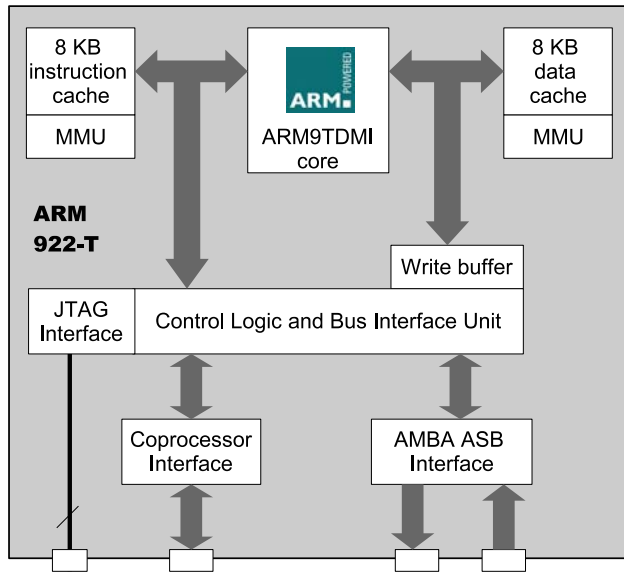 8 KB
instruction
cache
MMU
ARM
POWERED
ARM9TDMI
core
8 KB
data
cache
MMU
ARM
922-T
Write buffer
JTAG
Interface
Control Logic and Bus Interface Unit
Coprocessor
Interface
AMBA ASB
Interface